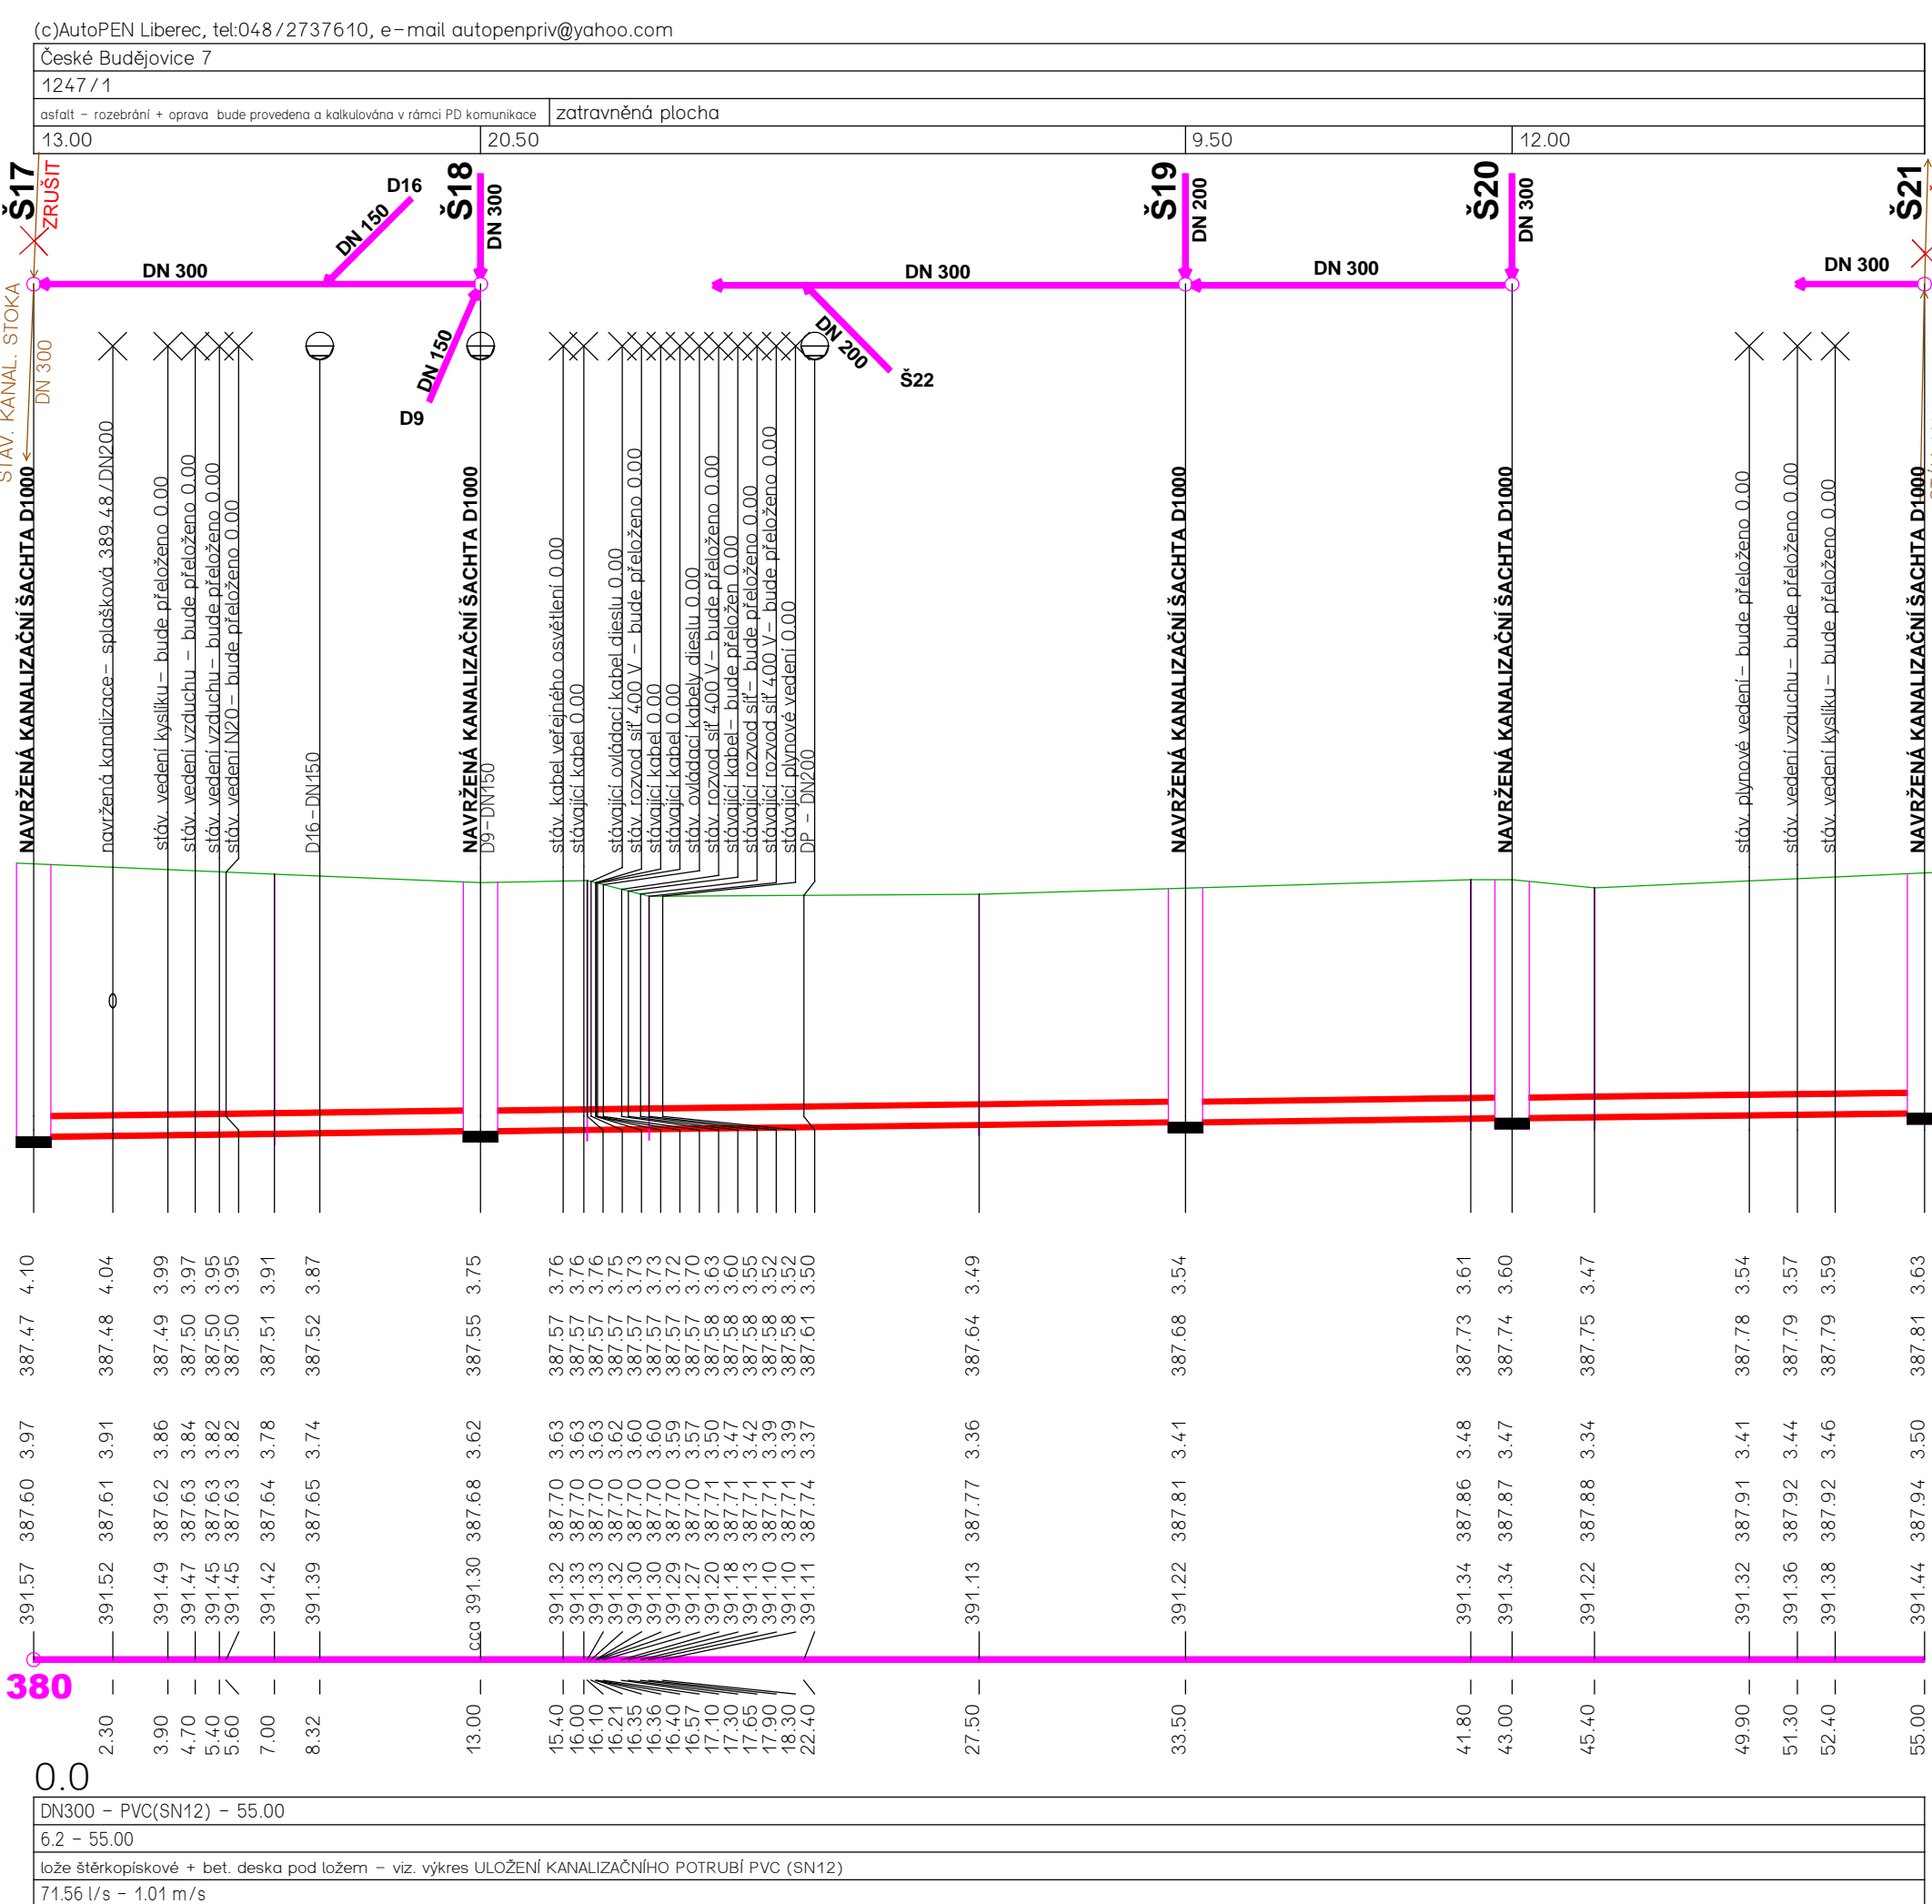 (c)AutoPEN Liberec, tel:048/2737610, e-mail autopenpriv@yahoo.com
České Budějovice 7
1247/1
asfalt - rozebrání + oprava bude provedena a kalkulována v rámci PD komunikace
zatravněná plocha
13.00
20.50
9.50
12.00
Š17
ZRUŠIT
D16
DN 150
Š18
DN 300
Š19
DN 200
Š20
DN 300
Š21
DN 300
DN 300
DN 300
DN 300
STÁV. KANAL. STOKA
DN 300
DN 150
D9
DN 200
Š22
NAVRŽENÁ KANALIZAČNÍ ŠACHTA D1000
navržená kanalizace- splašková 389.48/DN200
stáv. vedení kyslíku- bude přeloženo 0.00
stáv. vedení vzduchu - bude přeloženo 0.00
stáv. vedení vzduchu- bude přeloženo 0.00
stáv. vedení N20- bude přeloženo 0.00
D16-DN150
NAVRŽENÁ KANALIZAČNÍ ŠACHTA D1000
D9-DN150
stáv. kabel veřejného osvětlení 0.00
stávající kabel 0.00
stávající ovládací kabel dieslu 0.00
stáv. rozvod síť 400 V - bude přeloženo 0.00
stávající kabel 0.00
stávající kabel 0.00
stáv. ovládací kabely dieslu 0.00
stáv. rozvod síť 400 V- bude přeloženo 0.00
stávající kabel- bude přeložen 0.00
stávající rozvod síť- bude přeloženo 0.00
stávající rozvod síť 400 V- bude přeloženo 0.00
stávající plynové vedení 0.00
DP - DN200
NAVRŽENÁ KANALIZAČNÍ ŠACHTA D1000
NAVRŽENÁ KANALIZAČNÍ ŠACHTA D1000
stáv. plynové vedení- bude přeloženo 0.00
stáv. vedení vzduchu- bude přeloženo 0.00
stáv. vedení kyslíku- bude přeloženo 0.00
NAVRŽENÁ KANALIZAČNÍ ŠACHTA D1000
4.10 4.04 3.99 3.97 3.95 3.95 3.91 3.87 3.75 3.76 3.76 3.76 3.75 3.73 3.73 3.72 3.70 3.63 3.60 3.55 3.52 3.52 3.50 3.49 3.54 3.61 3.60 3.47 3.54 3.57 3.59 3.63
387.47 387.48 387.49 387.50 387.50 387.50 387.51 387.52 387.55 387.57 387.57 387.57 387.57 387.57 387.57 387.57 387.57 387.58 387.58 387.58 387.58 387.58 387.61 387.64 387.68 387.73 387.74 387.75 387.78 387.79 387.79 387.81
3.97 3.91 3.86 3.84 3.82 3.82 3.78 3.74 3.62 3.63 3.63 3.63 3.62 3.60 3.60 3.59 3.57 3.50 3.47 3.42 3.39 3.39 3.37 3.36 3.41 3.48 3.47 3.34 3.41 3.44 3.46 3.50
387.60 387.61 387.62 387.63 387.63 387.63 387.64 387.65 387.68 387.70 387.70 387.70 387.70 387.70 387.70 387.70 387.70 387.71 387.71 387.71 387.71 387.71 387.74 387.77 387.81 387.86 387.87 387.88 387.91 387.92 387.92 387.94
391.57 391.52 391.49 391.47 391.45 391.45 391.42 391.39 cca 391.30 391.32 391.33 391.33 391.32 391.30 391.30 391.29 391.27 391.20 391.18 391.13 391.10 391.10 391.11 391.13 391.22 391.34 391.34 391.22 391.32 391.36 391.38 391.44
380
2.30 3.90 4.70 5.40 5.60 7.00 8.32 13.00 15.40 16.00 16.10 16.21 16.35 16.36 16.40 16.57 17.10 17.30 17.65 17.90 18.30 22.40 27.50 33.50 41.80 43.00 45.40 49.90 51.30 52.40 55.00
0.0
DN300 - PVC(SN12) - 55.00
6.2 - 55.00
lože štěrkopískové + bet. deska pod ložem - viz. výkres ULOŽENÍ KANALIZAČNÍHO POTRUBÍ PVC (SN12)
71.56 l/s - 1.01 m/s